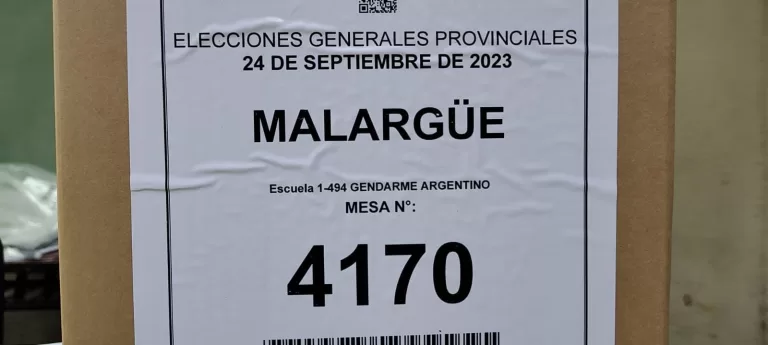 ELECCIONES GENERALES PROVINCIALES
24 DE SEPTIEMBRE DE 2023
MALARGÜE
Escuela 1-494 GENDARME ARGENTINO
MESA N°:
4170